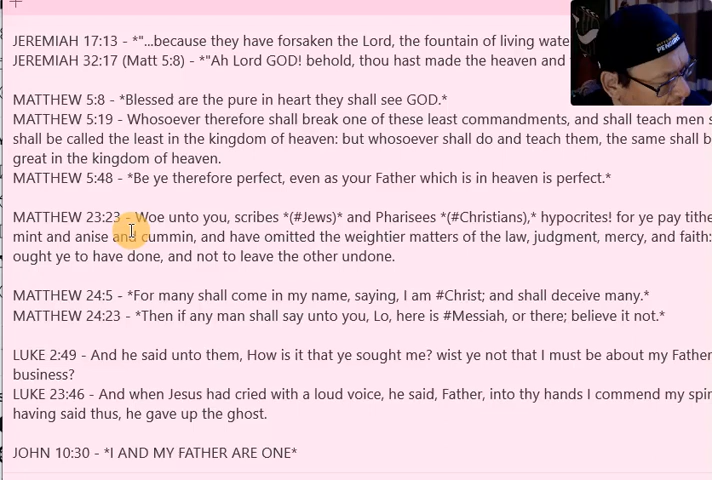 JEREMIAH 17:13 - *"...because they have forsaken the Lord, the fountain of living
JEREMIAH 32:17 (Matt 5:8) - *"Ah Lord GOD! behold, thou hast made the heaven and
MATTHEW 5:8 - *Blessed are the pure in heart they shall see GOD.*
MATTHEW 5:19 - Whosoever therefore shall break one of these least commandments, and shall teach men
shall be called the least in the kingdom of heaven: but whosoever shall do and teach them, the same shall
great in the kingdom of heaven.
MATTHEW 5:48 - *Be ye therefore perfect, even as your Father which is in heaven is perfect.*
MATTHEW 23:23 - Woe unto you, scribes *(#Jews)* and Pharisees *(#Christians),* hypocrites! for ye pay tithe
mint and anise and cummin, and have omitted the weightier matters of the law, judgment, mercy, and faith:
ought ye to have done, and not to leave the other undone.
MATTHEW 24:5 - *For many shall come in my name, saying, I am #Christ; and shall deceive many.*
MATTHEW 24:23 - *Then if any man shall say unto you, Lo, here is #Messiah, or there; believe it not.*
LUKE 2:49 - And he said unto them, How is it that ye sought me? wist ye not that I must be about my Father
business?
LUKE 23:46 - And when Jesus had cried with a loud voice, he said, Father, into thy hands I commend my
having said thus, he gave up the ghost.
JOHN 10:30 - *I AND MY FATHER ARE ONE*